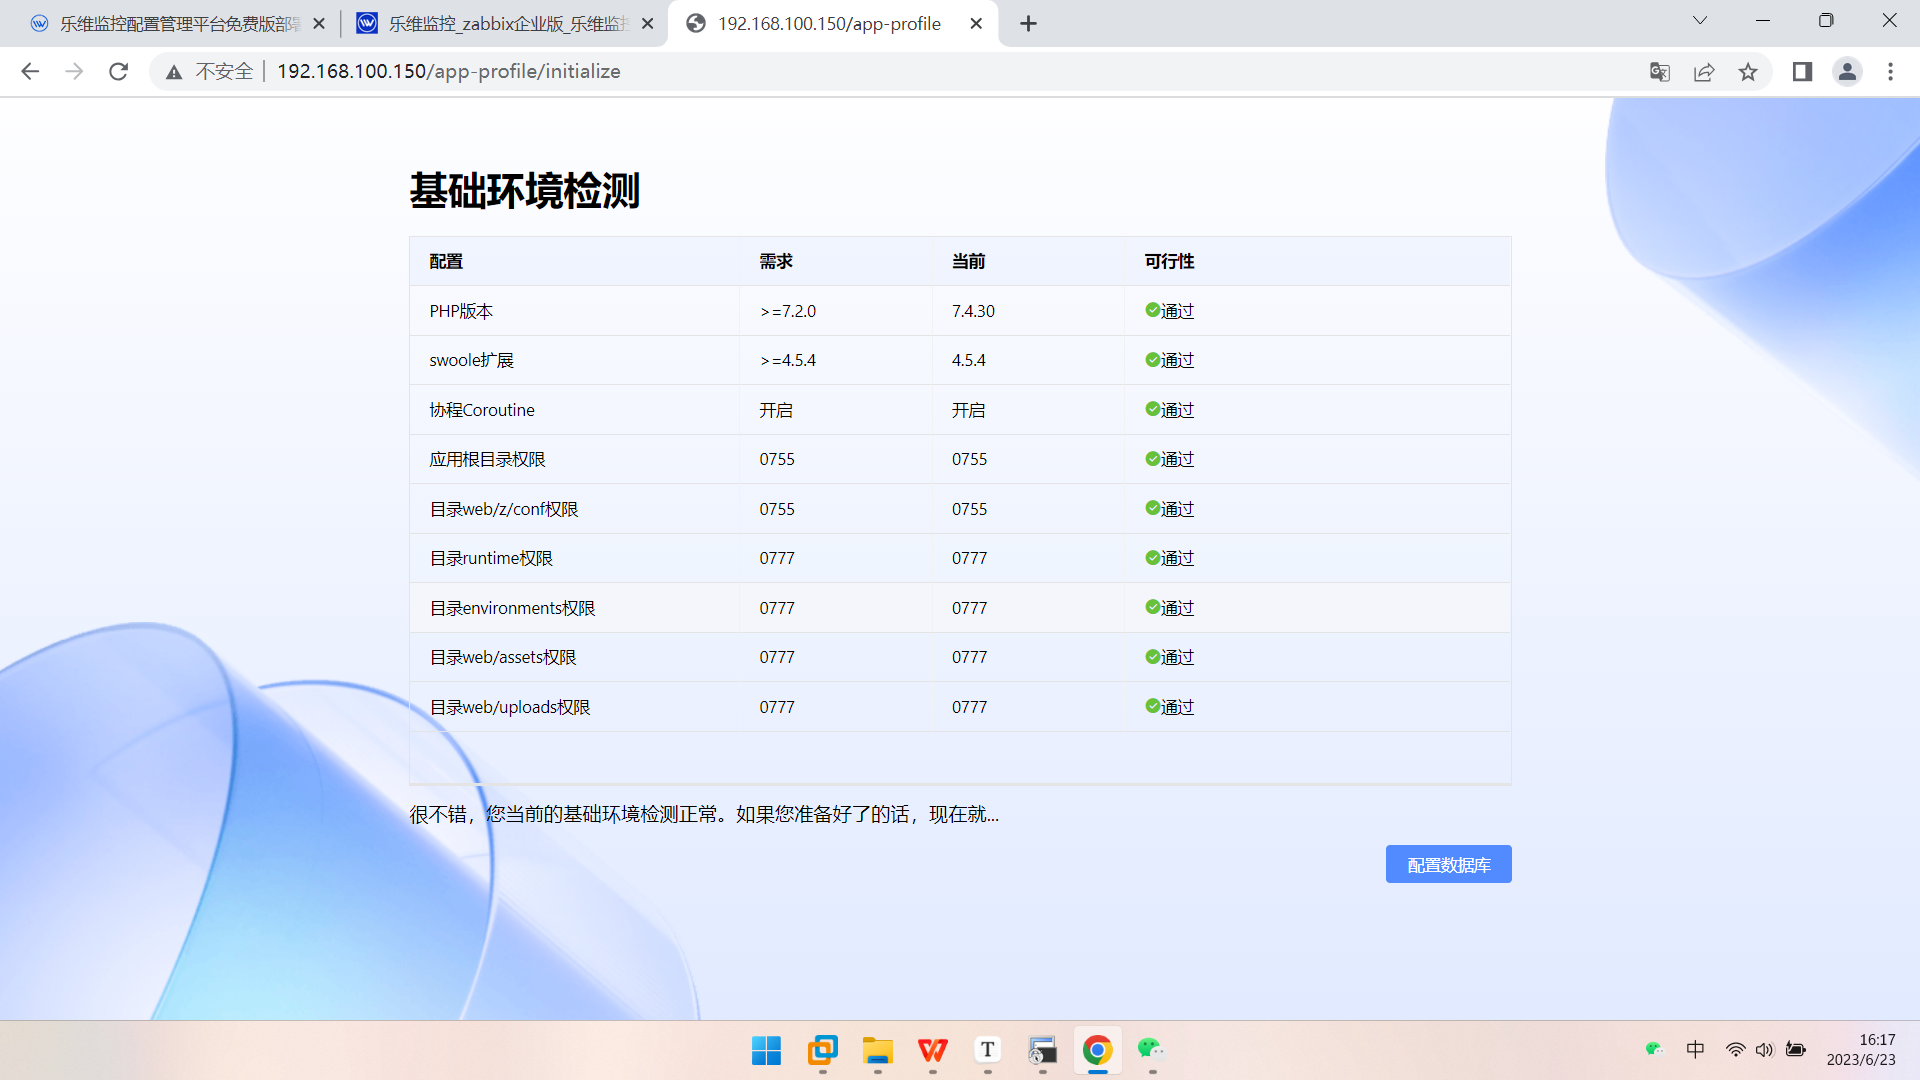 乐维监控配置管理平台免费版部署
乐维监控_zabbix企业版_乐维监控
192.168.100.150/app-profile
不安全
192.168.100.150/app-profile/initialize
基础环境检测
配置 需求 当前 可行性
PHP版本 >=7.2.0 7.4.30 通过
swoole扩展 >=4.5.4 4.5.4 通过
协程Coroutine 开启 开启 通过
应用根目录权限 0755 0755 通过
目录web/z/conf权限 0755 0755 通过
目录runtime权限 0777 0777 通过
目录environments权限 0777 0777 通过
目录web/assets权限 0777 0777 通过
目录web/uploads权限 0777 0777 通过
很不错，您当前的基础环境检测正常。如果您准备好了的话，现在就...
配置数据库
T
中
16:17
2023/6/23